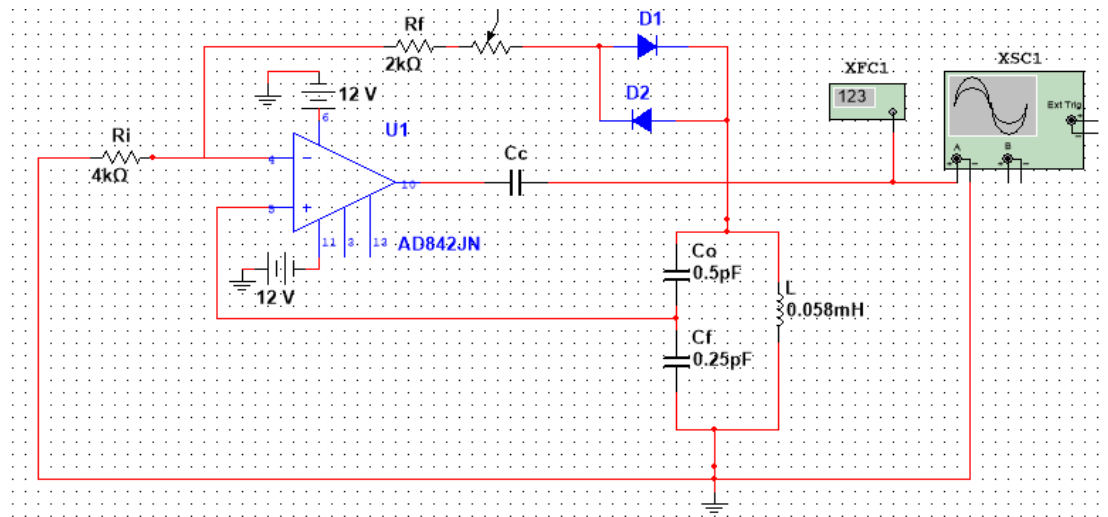 Rf
2kΩ
D1
D2
XFC1
123
XSC1
Ext Trig
+
-
A
B
+ - + -
12 V
6
U1
Ri
4kΩ
4
-
5
+
10
Cc
11
3
13
AD842JN
12 V
Co
0.5pF
L
0.058mH
Cf
0.25pF